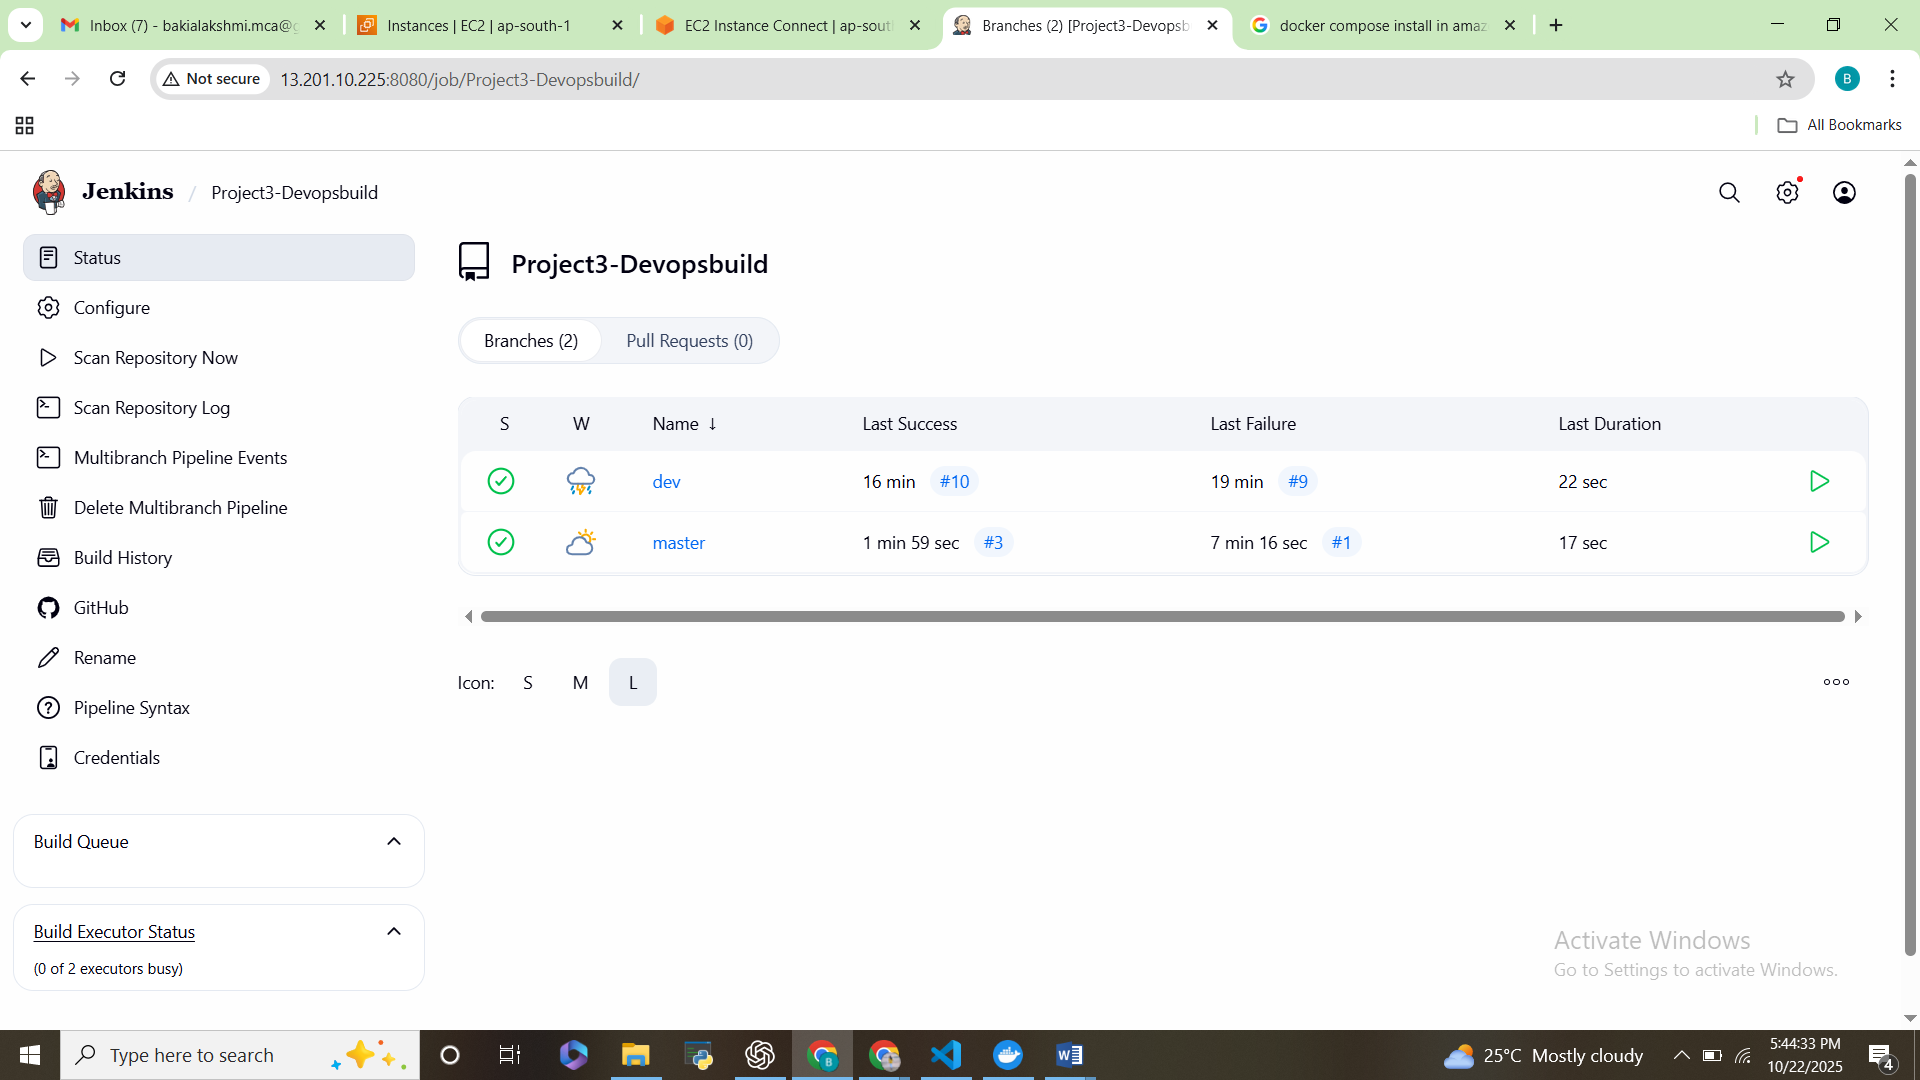 Inbox (7) - bakialakshmi.mca@g
Instances | EC2 | ap-south-1
EC2 Instance Connect | ap-sout
Branches (2) [Project3-Devopsb
docker compose install in amaz
Not secure
13.201.10.225:8080/job/Project3-Devopsbuild/
B
All Bookmarks
Jenkins / Project3-Devopsbuild
Status
Configure
Scan Repository Now
Scan Repository Log
Multibranch Pipeline Events
Delete Multibranch Pipeline
Build History
GitHub
Rename
Pipeline Syntax
Credentials
Build Queue
Build Executor Status
(0 of 2 executors busy)
Project3-Devopsbuild
Branches (2) Pull Requests (0)
S W Name ↓ Last Success Last Failure Last Duration
dev 16 min #10 19 min #9 22 sec
master 1 min 59 sec #3 7 min 16 sec #1 17 sec
Icon: S M L
Activate Windows
Go to Settings to activate Windows.
Type here to search
B
25°C Mostly cloudy
5:44:33 PM
10/22/2025
4